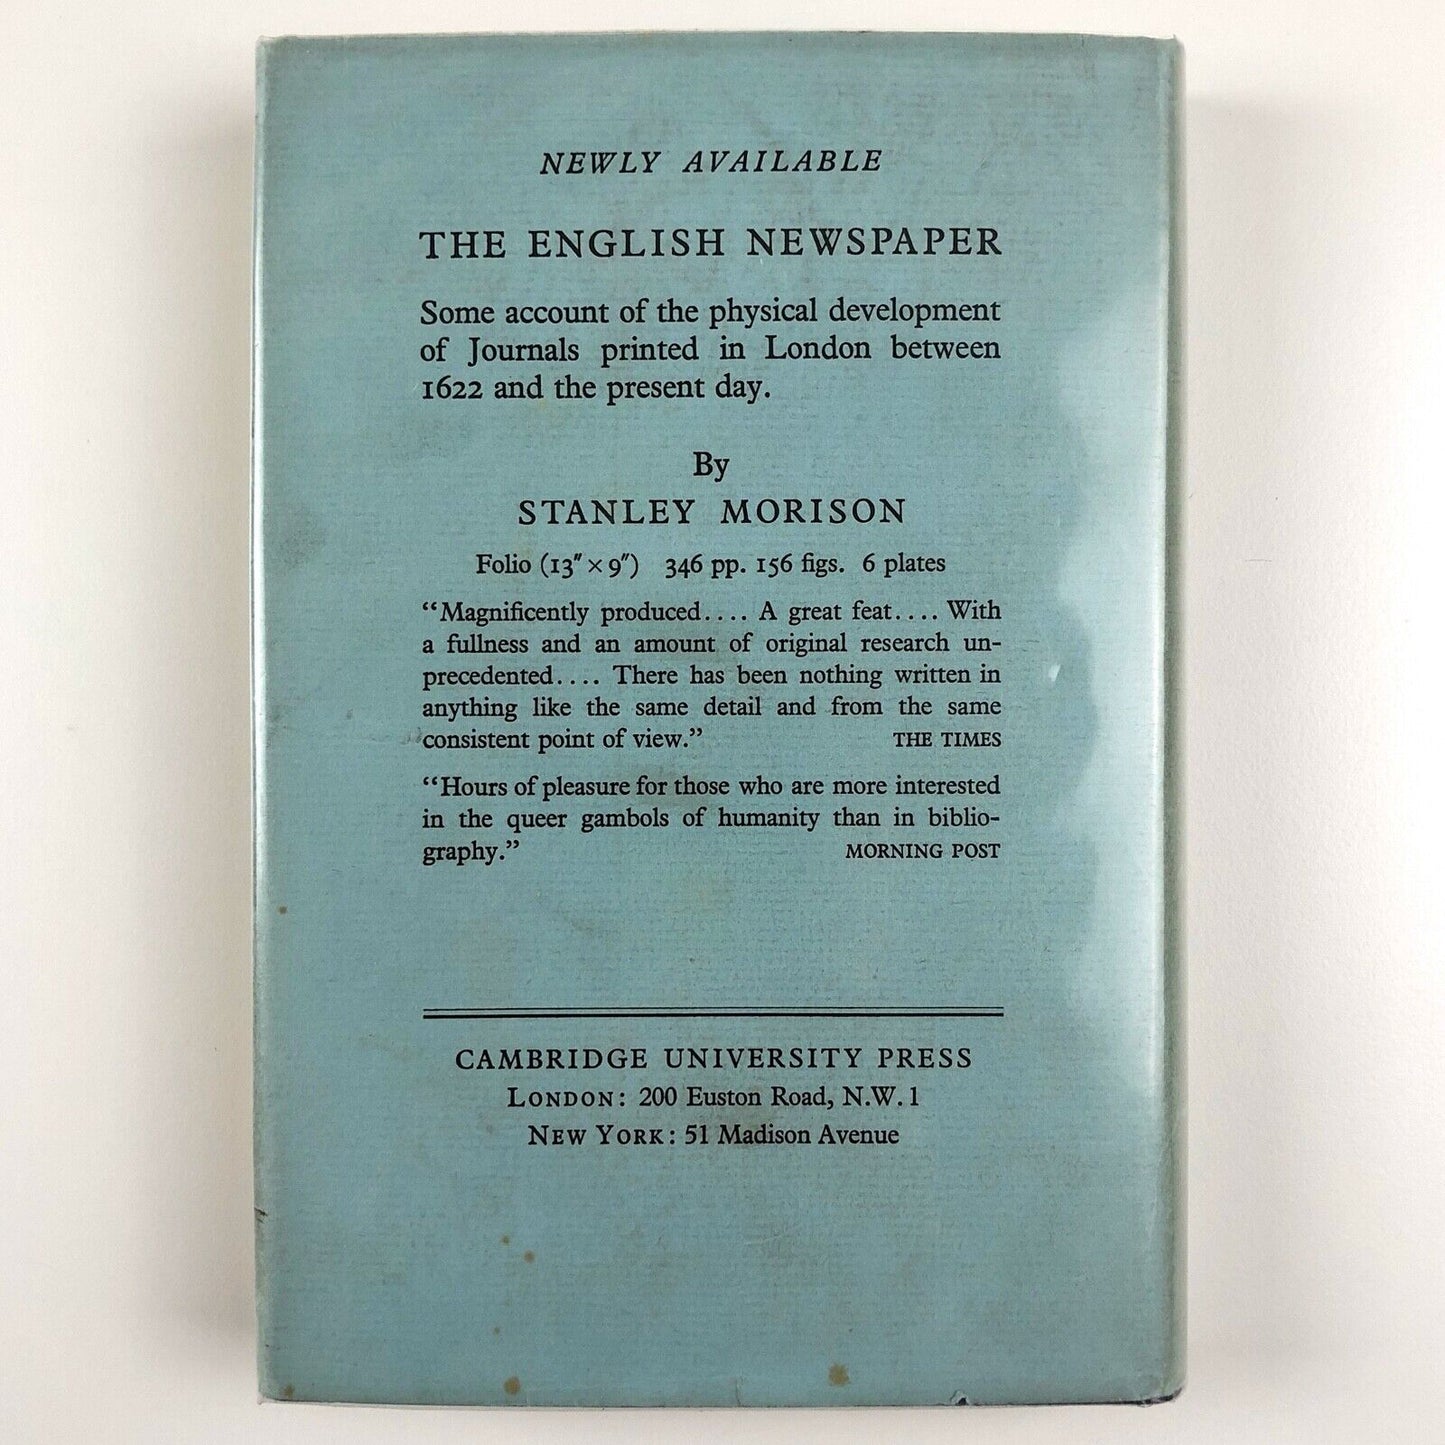 NEWLY AVAILABLE
THE ENGLISH NEWSPAPER
Some account of the physical development
of Journals printed in London between
1622 and the present day.
By
STANLEY MORISON
Folio (13" × 9") 346 pp. 156 figs. 6 plates
“Magnificently produced.... A great feat.... With
a fullness and an amount of original research un-
precedented.... There has been nothing written in
anything like the same detail and from the same
consistent point of view.” THE TIMES
“Hours of pleasure for those who are more interested
in the queer gambols of humanity than in biblio-
graphy.” MORNING POST
CAMBRIDGE UNIVERSITY PRESS
LONDON: 200 Euston Road, N.W.1
NEW YORK: 51 Madison Avenue